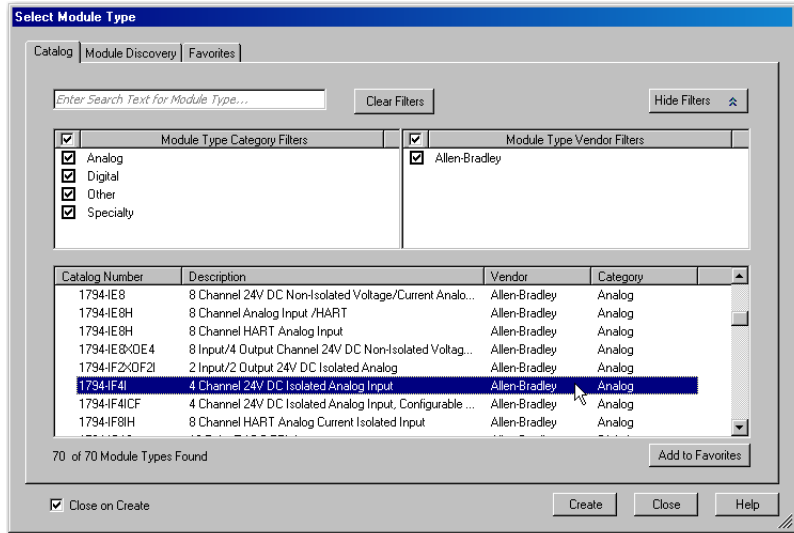 Select Module Type
Catalog Module Discovery Favorites
Enter Search Text for Module Type... Clear Filters Hide Filters
Module Type Category Filters Module Type Vendor Filters
Analog Allen-Bradley
Digital
Other
Specialty
Catalog Number Description Vendor Category
1794-IE8 8 Channel 24V DC Non-Isolated Voltage/Current Analo... Allen-Bradley Analog
1794-IE8H 8 Channel Analog Input /HART Allen-Bradley Analog
1794-IE8H 8 Channel HART Analog Input Allen-Bradley Analog
1794-IE8XOE4 8 Input/4 Output Channel 24V DC Non-Isolated Voltag... Allen-Bradley Analog
1794-IF2XOF2I 2 Input/2 Output 24V DC Isolated Analog Allen-Bradley Analog
1794-IF4I 4 Channel 24V DC Isolated Analog Input Allen-Bradley Analog
1794-IF4ICF 4 Channel 24V DC Isolated Analog Input, Configurable ... Allen-Bradley Analog
1794-IF8IH 8 Channel HART Analog Current Isolated Input Allen-Bradley Analog
70 of 70 Module Types Found Add to Favorites
Close on Create Create Close Help